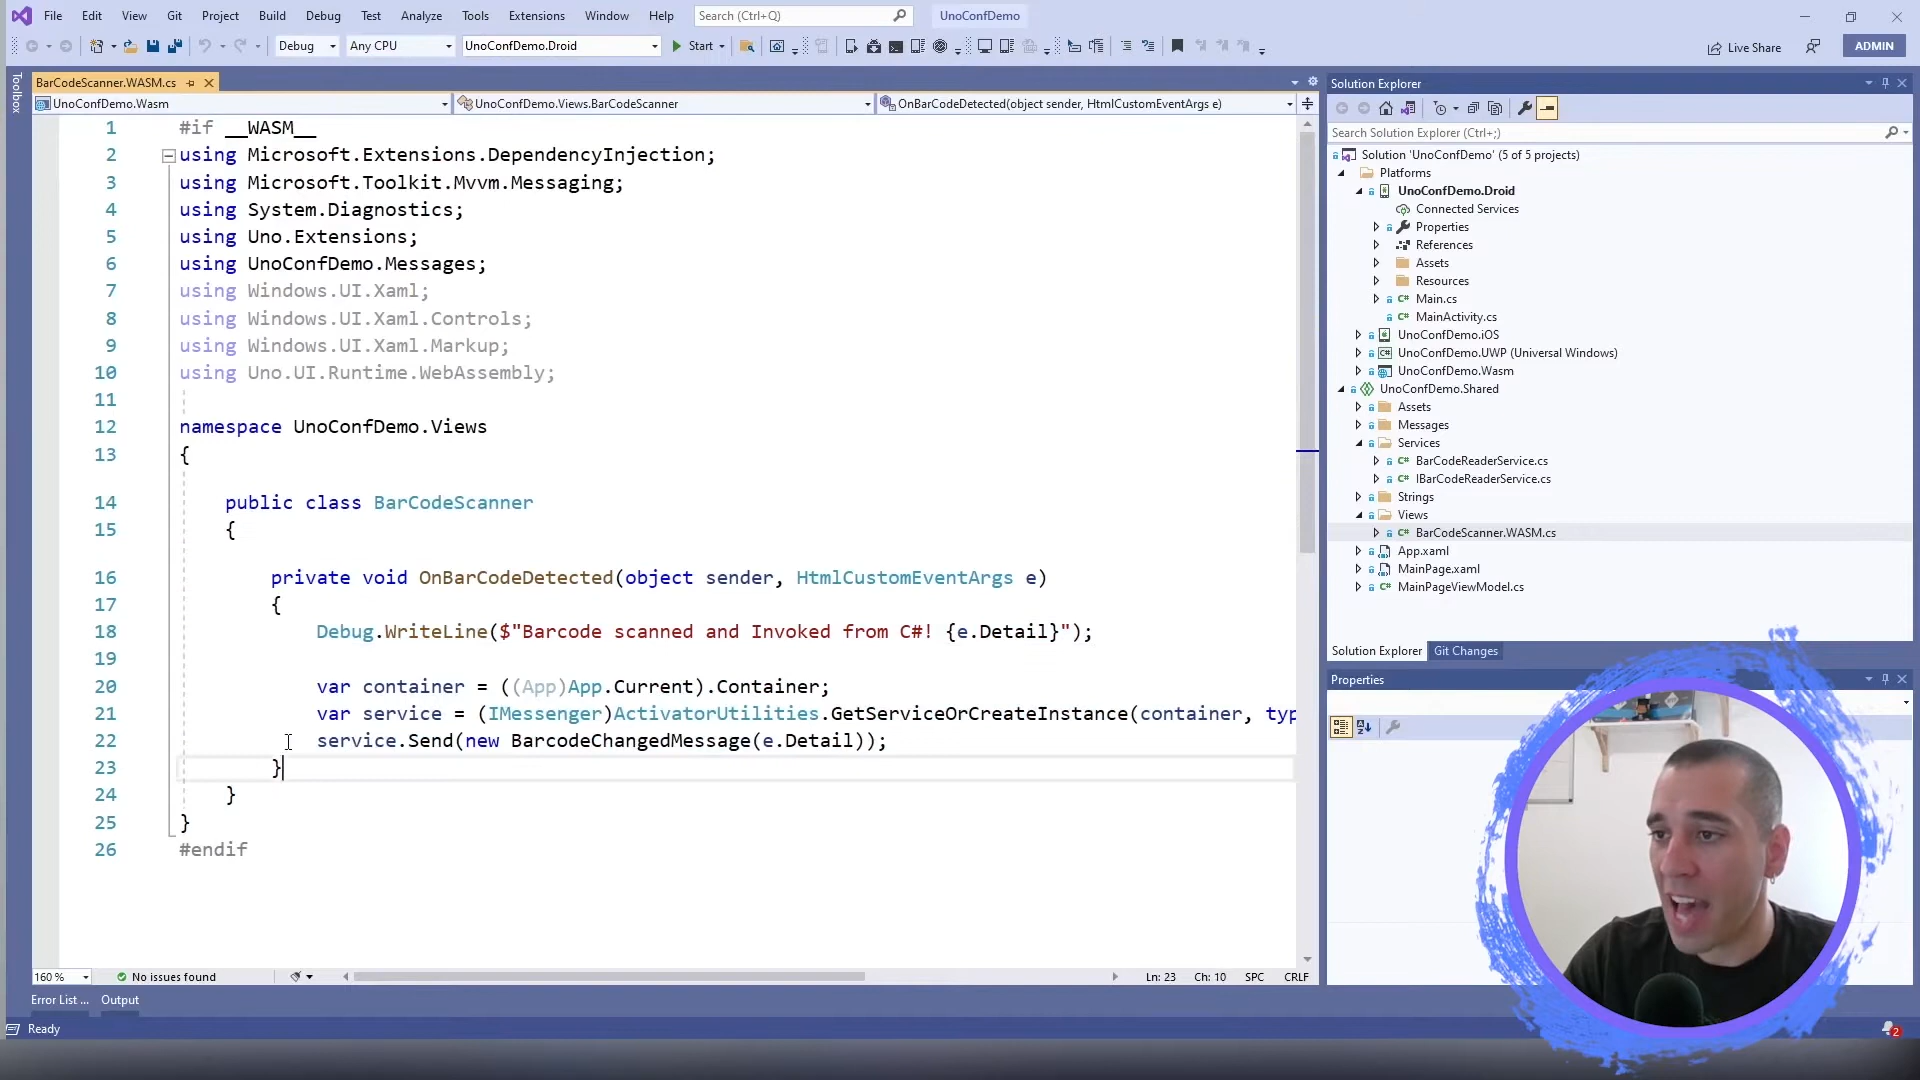 File Edit View Git Project Build Debug Test Analyze Tools Extensions Window Help Search (Ctrl+Q) UnoConfDemo
Debug Any CPU UnoConfDemo.Droid Start Live Share ADMIN
Toolbox
BarCodeScanner.WASM.cs
UnoConfDemo.Wasm UnoConfDemo.Views.BarCodeScanner OnBarCodeDetected(object sender, HtmlCustomEventArgs e)
1 #if __WASM__
2 using Microsoft.Extensions.DependencyInjection;
3 using Microsoft.Toolkit.Mvvm.Messaging;
4 using System.Diagnostics;
5 using Uno.Extensions;
6 using UnoConfDemo.Messages;
7 using Windows.UI.Xaml;
8 using Windows.UI.Xaml.Controls;
9 using Windows.UI.Xaml.Markup;
10 using Uno.UI.Runtime.WebAssembly;
11
12 namespace UnoConfDemo.Views
13 {
14 public class BarCodeScanner
15 {
16 private void OnBarCodeDetected(object sender, HtmlCustomEventArgs e)
17 {
18 Debug.WriteLine($"Barcode scanned and Invoked from C#! {e.Detail}");
19
20 var container = ((App)App.Current).Container;
21 var service = (IMessenger)ActivatorUtilities.GetServiceOrCreateInstance(container, typ
22 service.Send(new BarcodeChangedMessage(e.Detail));
23 }
24 }
25 }
26 #endif
160 % No issues found Ln: 23 Ch: 10 SPC CRLF
Error List ... Output
Ready
Solution Explorer
Search Solution Explorer (Ctrl+;)
Solution 'UnoConfDemo' (5 of 5 projects)
Platforms
UnoConfDemo.Droid
Connected Services
Properties
References
Assets
Resources
C# Main.cs
C# MainActivity.cs
UnoConfDemo.iOS
C# UnoConfDemo.UWP (Universal Windows)
UnoConfDemo.Wasm
UnoConfDemo.Shared
Assets
Messages
Services
C# BarCodeReaderService.cs
C# IBarCodeReaderService.cs
Strings
Views
C# BarCodeScanner.WASM.cs
App.xaml
MainPage.xaml
C# MainPageViewModel.cs
Solution Explorer Git Changes
Properties
2